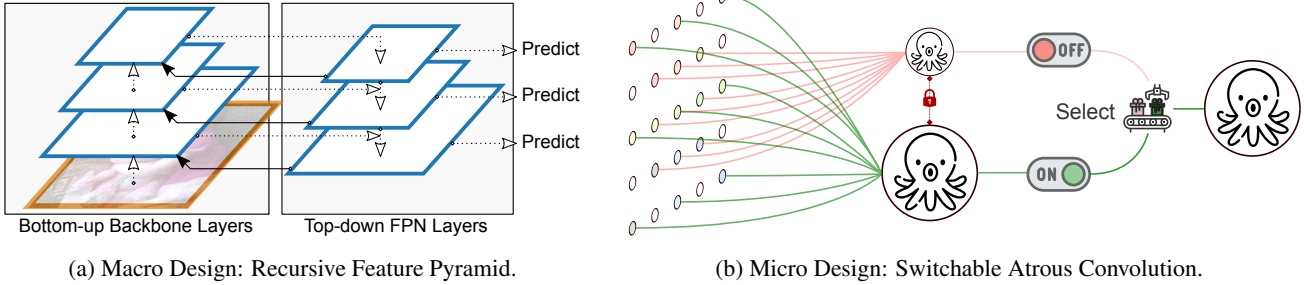 Predict
Predict
Predict
Bottom-up Backbone Layers
Top-down FPN Layers
(a) Macro Design: Recursive Feature Pyramid.
OFF
Select
ON
(b) Micro Design: Switchable Atrous Convolution.